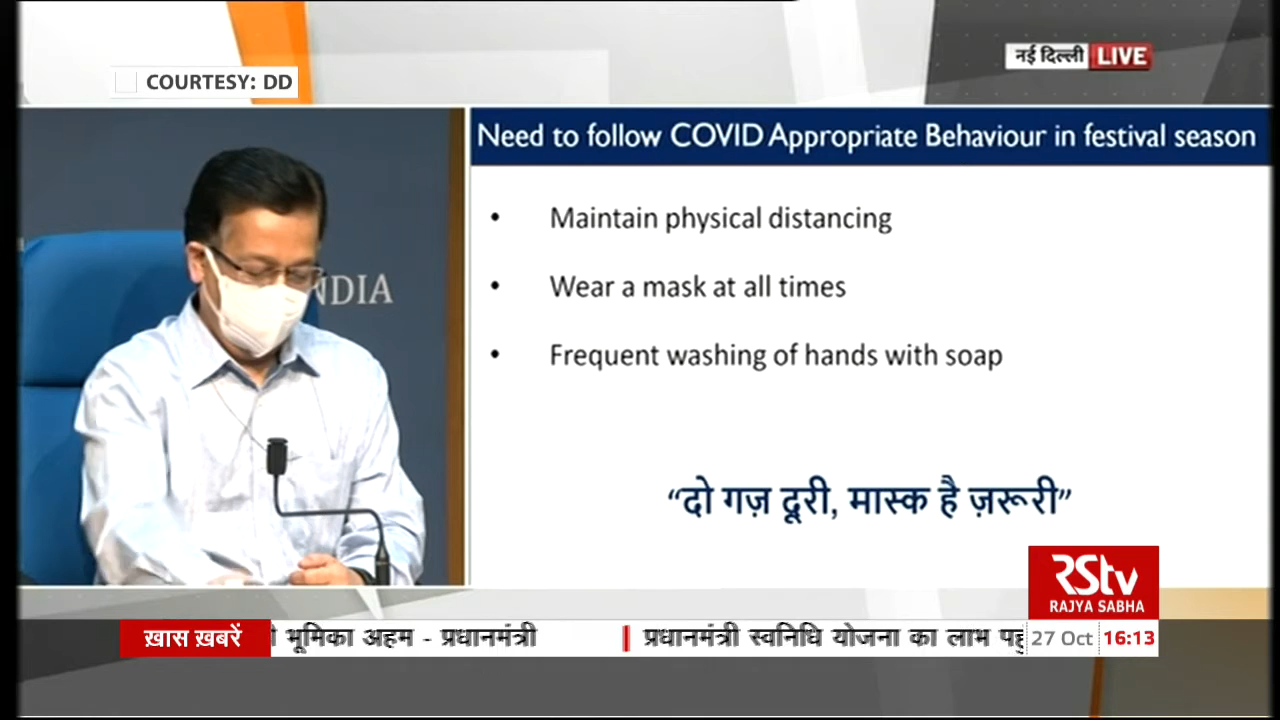 नई दिल्ली LIVE
COURTESY: DD
Need to follow COVID Appropriate Behaviour in festival season
• Maintain physical distancing
• Wear a mask at all times
• Frequent washing of hands with soap
“दो गज़ दूरी, मास्क है ज़रूरी”
NDIA
RStv
RAJYA SABHA
ख़ास ख़बरें
भूमिका अहम - प्रधानमंत्री
प्रधानमंत्री स्वनिधि योजना का लाभ
27 Oct 16:13